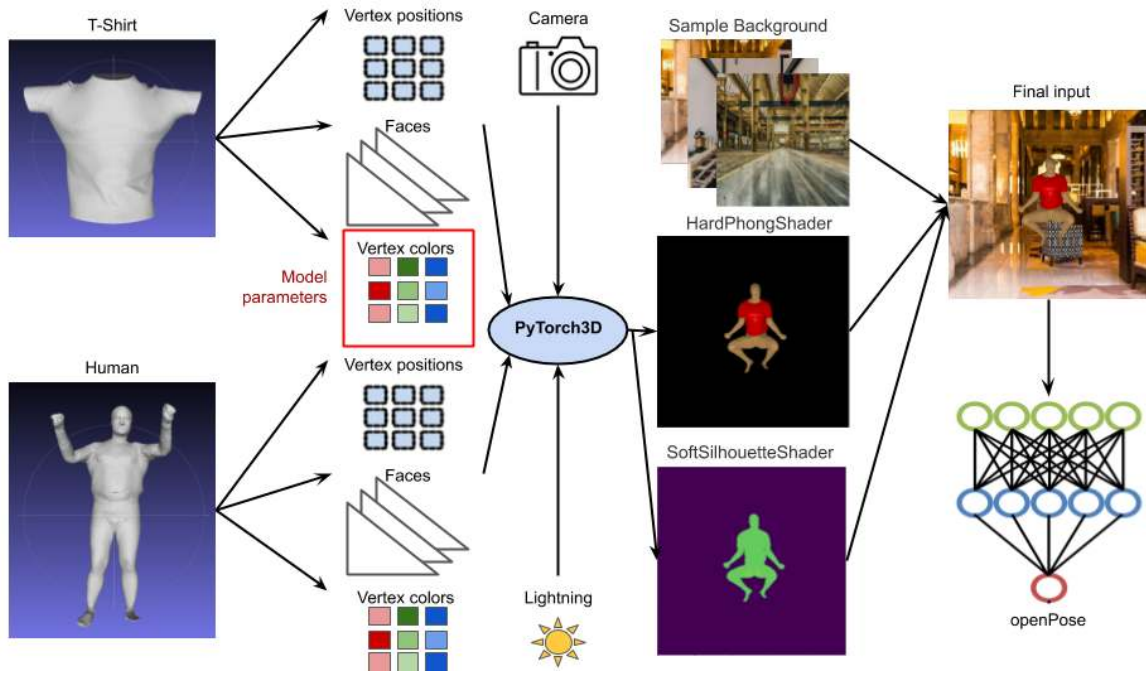 T-Shirt
Vertex positions
Camera
Sample Background
Final input
Faces
HardPhongShader
Vertex colors
Model
parameters
PyTorch3D
Human
Vertex positions
SoftSilhouetteShader
Faces
Vertex colors
Lightning
openPose